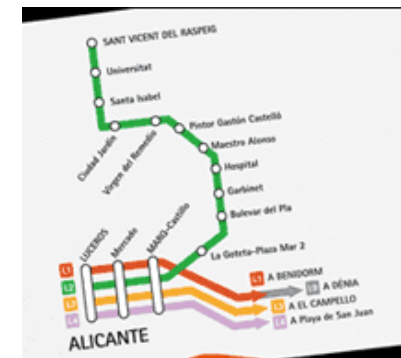 SANT VICENT DEL RASPEIG
Universitat
Santa Isabel
Ciudad Jardín
Virgen del Remedio
Pintor Gastón Castelló
Maestro Alonso
Hospital
Garbinet
Bulevar del Pla
La Goteta-Plaza Mar 2
LUCEROS
Mercado
MARQ-Castillo
L1
L2
L3
L4
L1 A BENIDORM
L9 A DÉNIA
L3 A EL CAMPELLO
L4 A Playa de San Juan
ALICANTE